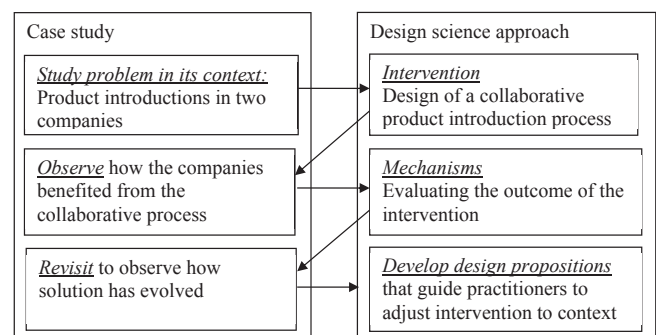 Case study
Study problem in its context:
Product introductions in two
companies
Observe how the companies
benefited from the
collaborative process
Revisit to observe how
solution has evolved
Design science approach
Intervention
Design of a collaborative
product introduction process
Mechanisms
Evaluating the outcome of the
intervention
Develop design propositions
that guide practitioners to
adjust intervention to context